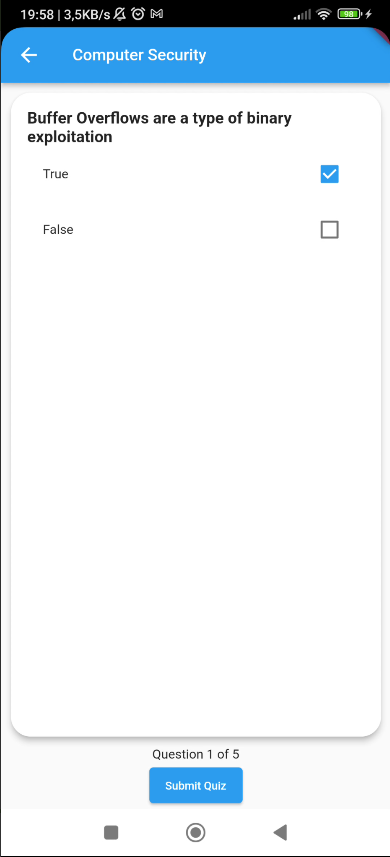 19:58 | 3,5KB/s
98
Computer Security
Buffer Overflows are a type of binary
exploitation
True
False
Question 1 of 5
Submit Quiz